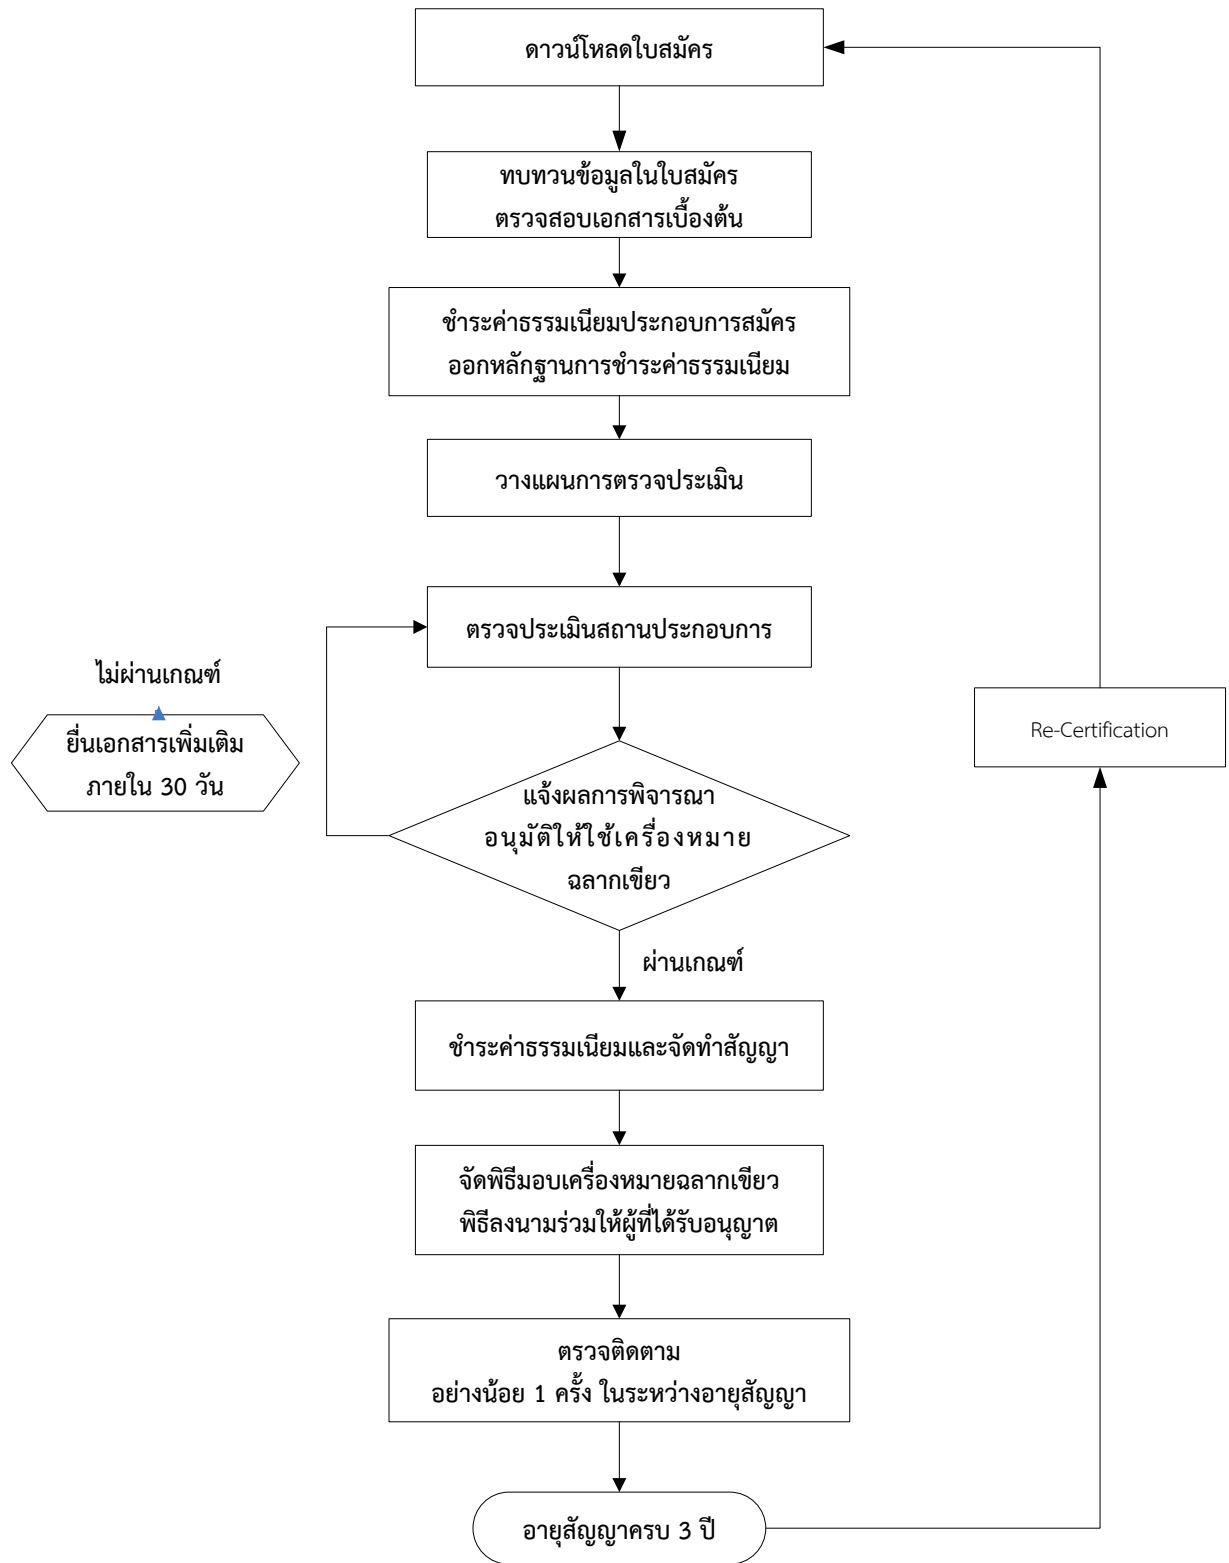 ดาวน์โหลดใบสมัคร
ทบทวนข้อมูลในใบสมัคร
ตรวจสอบเอกสารเบื้องต้น
ชำระค่าธรรมเนียมประกอบการสมัคร
ออกหลักฐานการชำระค่าธรรมเนียม
วางแผนการตรวจประเมิน
ตรวจประเมินสถานประกอบการ
ไม่ผ่านเกณฑ์
ยื่นเอกสารเพิ่มเติม
ภายใน 30 วัน
Re-Certification
แจ้งผลการพิจารณา
อนุมัติให้ใช้เครื่องหมาย
ฉลากเขียว
ผ่านเกณฑ์
ชำระค่าธรรมเนียมและจัดทำสัญญา
จัดพิธีมอบเครื่องหมายฉลากเขียว
พิธีลงนามร่วมให้ผู้ที่ได้รับอนุญาต
ตรวจติดตาม
อย่างน้อย 1 ครั้ง ในระหว่างอายุสัญญา
อายุสัญญาครบ 3 ปี